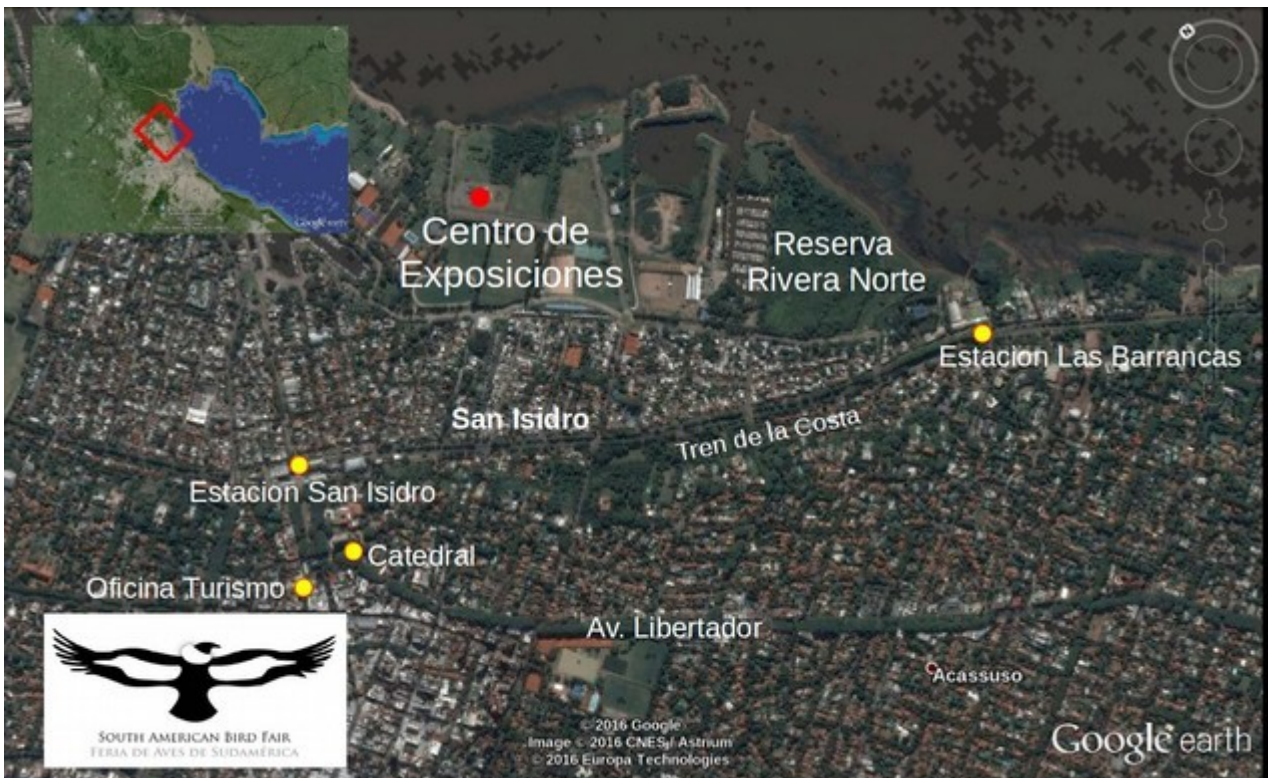 Google earth
Centro de
Exposiciones
Reserva
Rivera Norte
Estacion Las Barrancas
San Isidro
Tren de la Costa
Estacion San Isidro
Catedral
Oficina Turismo
Av. Libertador
Acassuso
SOUTH AMERICAN BIRD FAIR
FERIA DE AVES DE SUDAMÉRICA
© 2016 Google
Image © 2016 CNES / Astrium
© 2016 Europa Technologies
Google earth